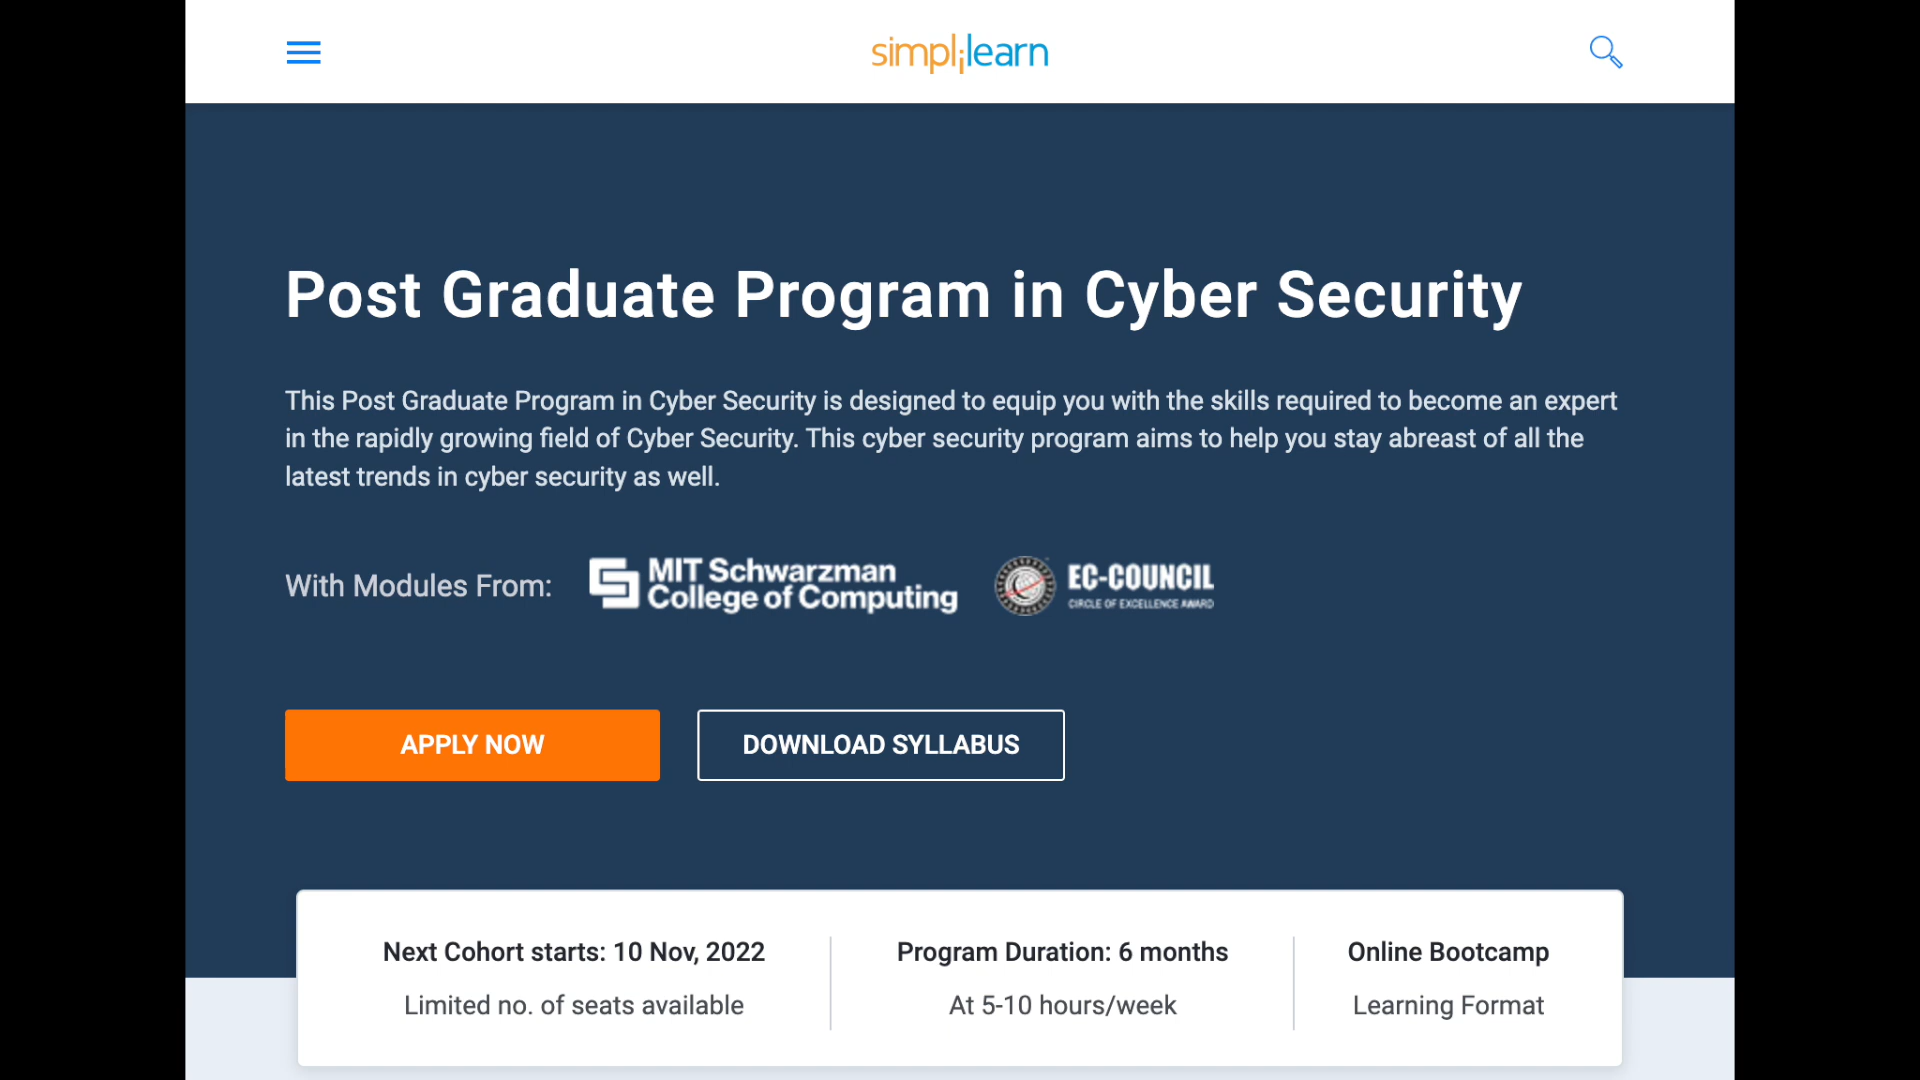 simplilearn
Post Graduate Program in Cyber Security
This Post Graduate Program in Cyber Security is designed to equip you with the skills required to become an expert
in the rapidly growing field of Cyber Security. This cyber security program aims to help you stay abreast of all the
latest trends in cyber security as well.
With Modules From:
MIT Schwarzman
College of Computing
EC-COUNCIL
CIRCLE OF EXCELLENCE AWARD
APPLY NOW
DOWNLOAD SYLLABUS
Next Cohort starts: 10 Nov, 2022
Limited no. of seats available
Program Duration: 6 months
At 5-10 hours/week
Online Bootcamp
Learning Format